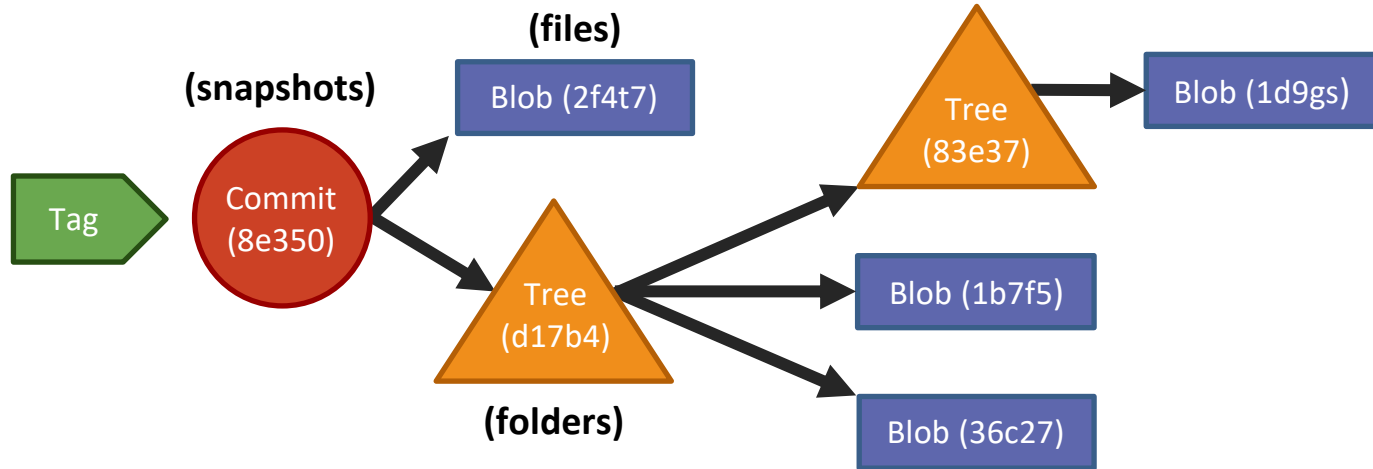 (files)
(snapshots)
Blob (2f4t7)
Tree
(83e37)
Blob (1d9gs)
Tag
Commit
(8e350)
Tree
(d17b4)
Blob (1b7f5)
(folders)
Blob (36c27)